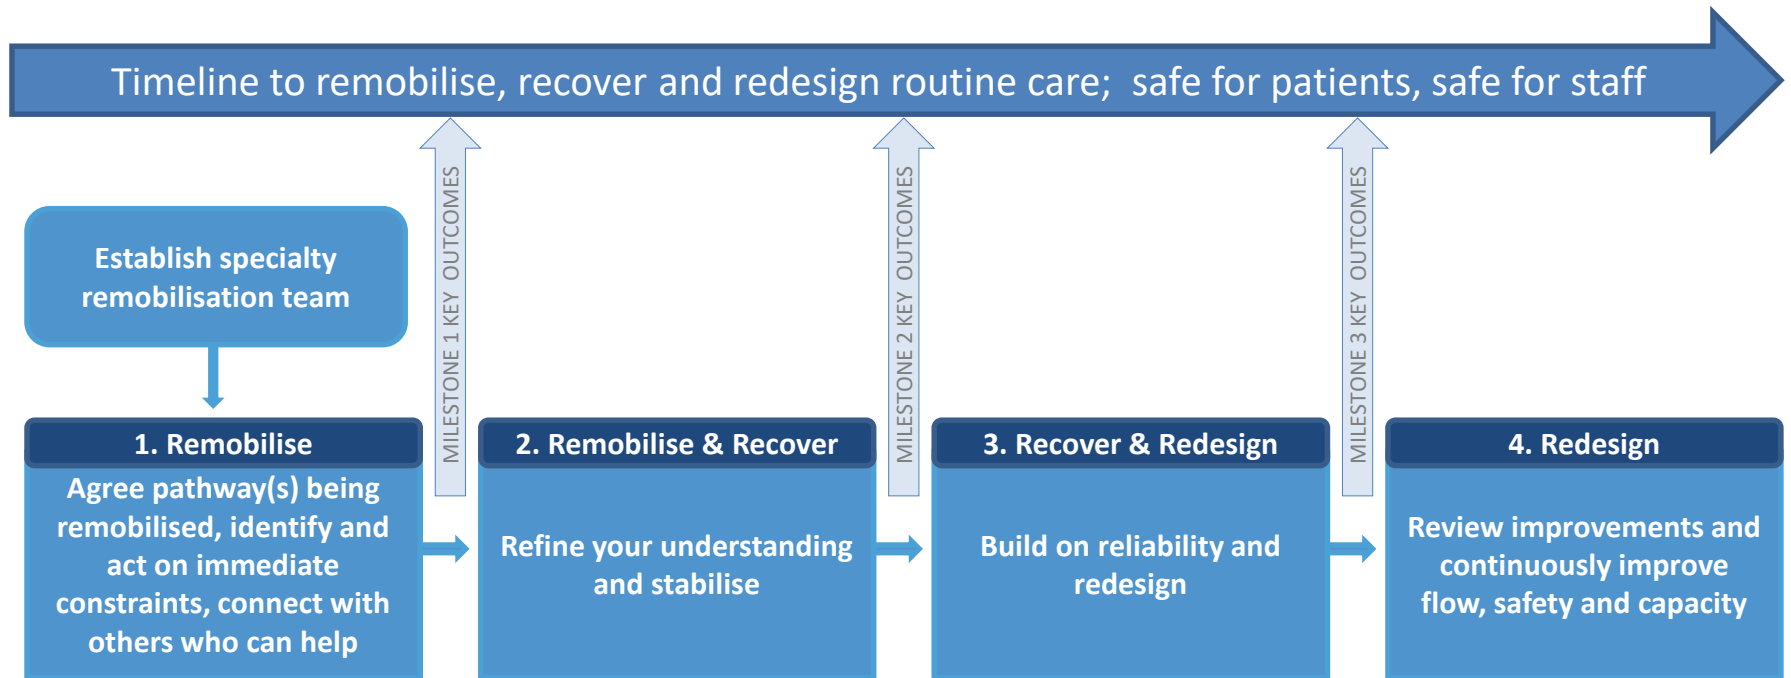 Timeline to remobilise, recover and redesign routine care;  safe for patients, safe for staff
MILESTONE 1 KEY  OUTCOMES
MILESTONE 2 KEY  OUTCOMES
MILESTONE 3 KEY  OUTCOMES
Establish specialty
remobilisation team
1. Remobilise
Agree pathway(s) being
remobilised, identify and
act on immediate
constraints, connect with
others who can help
2. Remobilise & Recover
Refine your understanding
and stabilise
3. Recover & Redesign
Build on reliability and
redesign
4. Redesign
Review improvements and
continuously improve
flow, safety and capacity